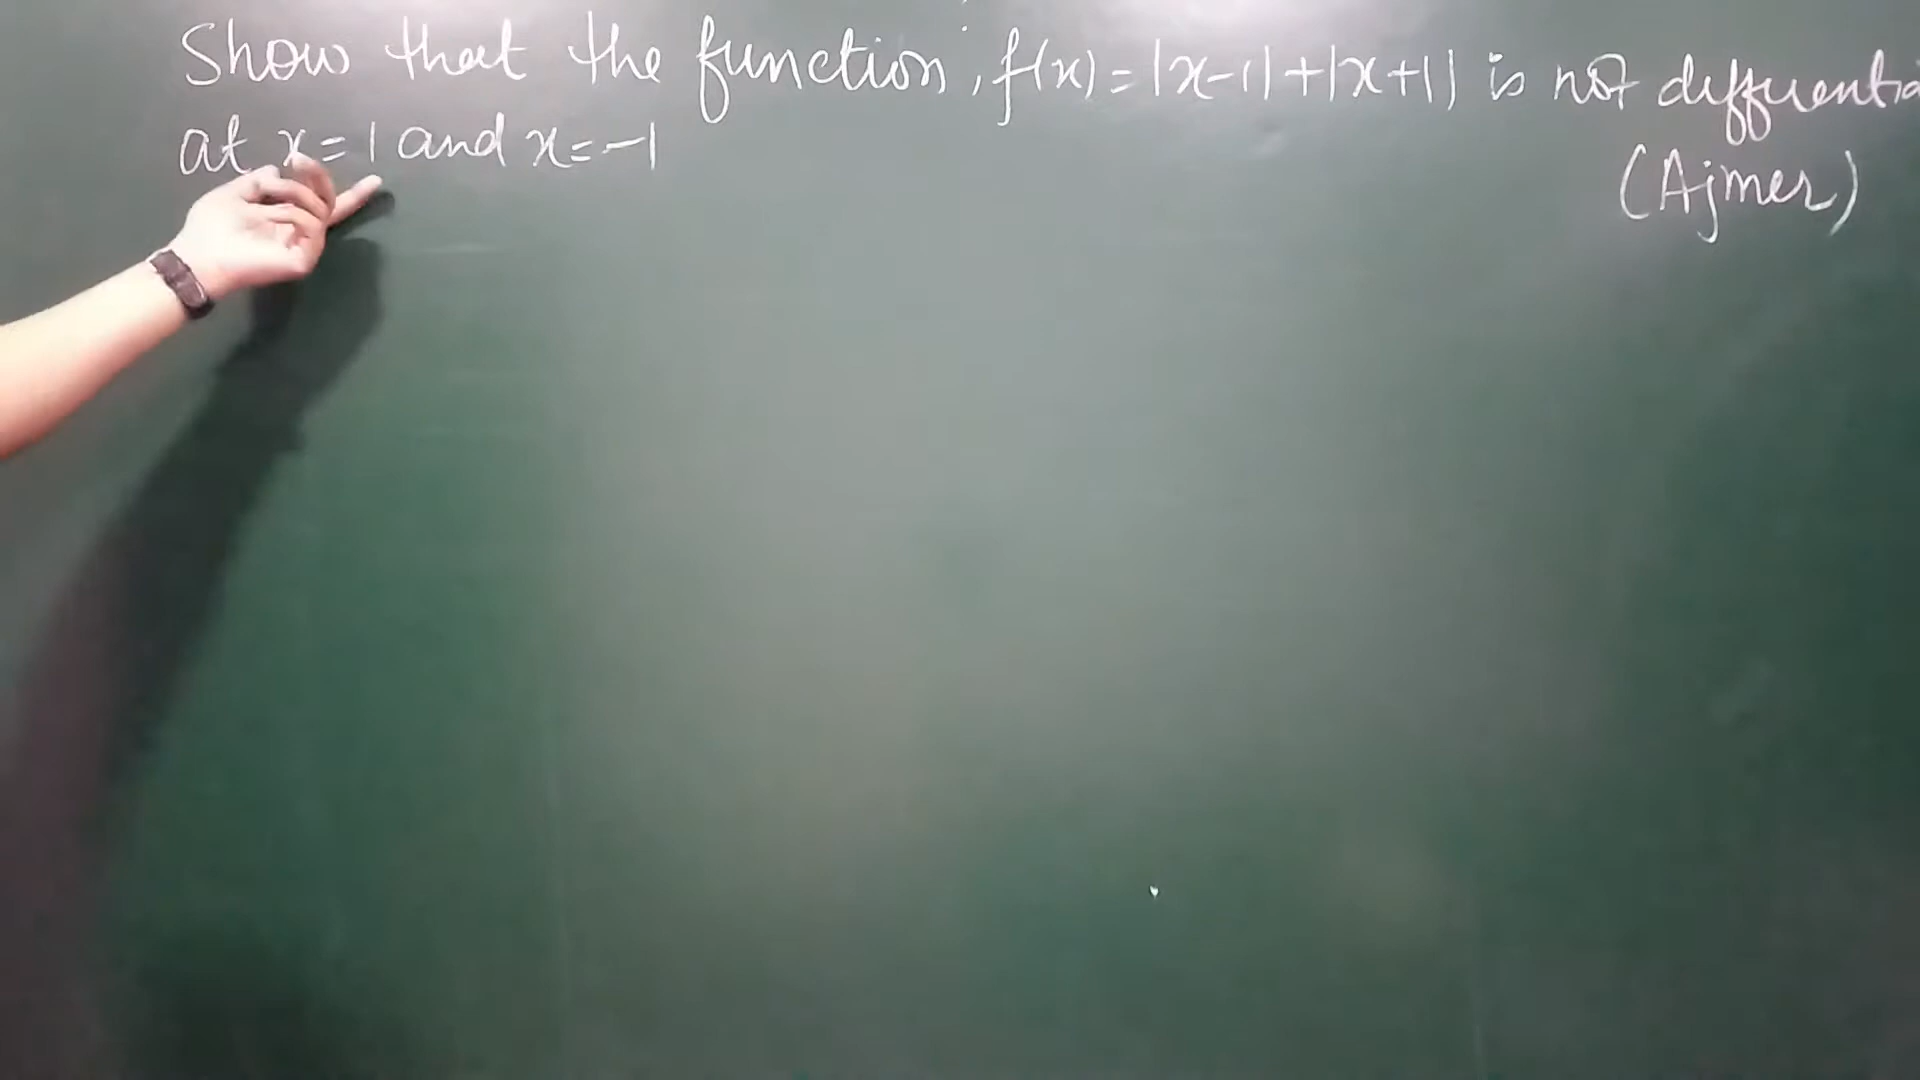 Show that the function, f(x)=|x-1|+|x+1| is not differentia
at x=1 and x=-1
(Ajmer)